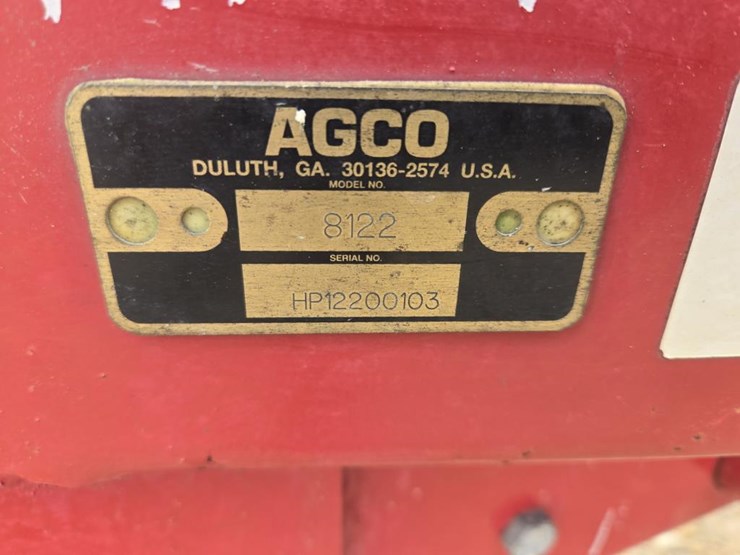 AGCO
DULUTH, GA. 30136-2574 U.S.A.
MODEL NO.
8122
SERIAL NO.
HP12200103